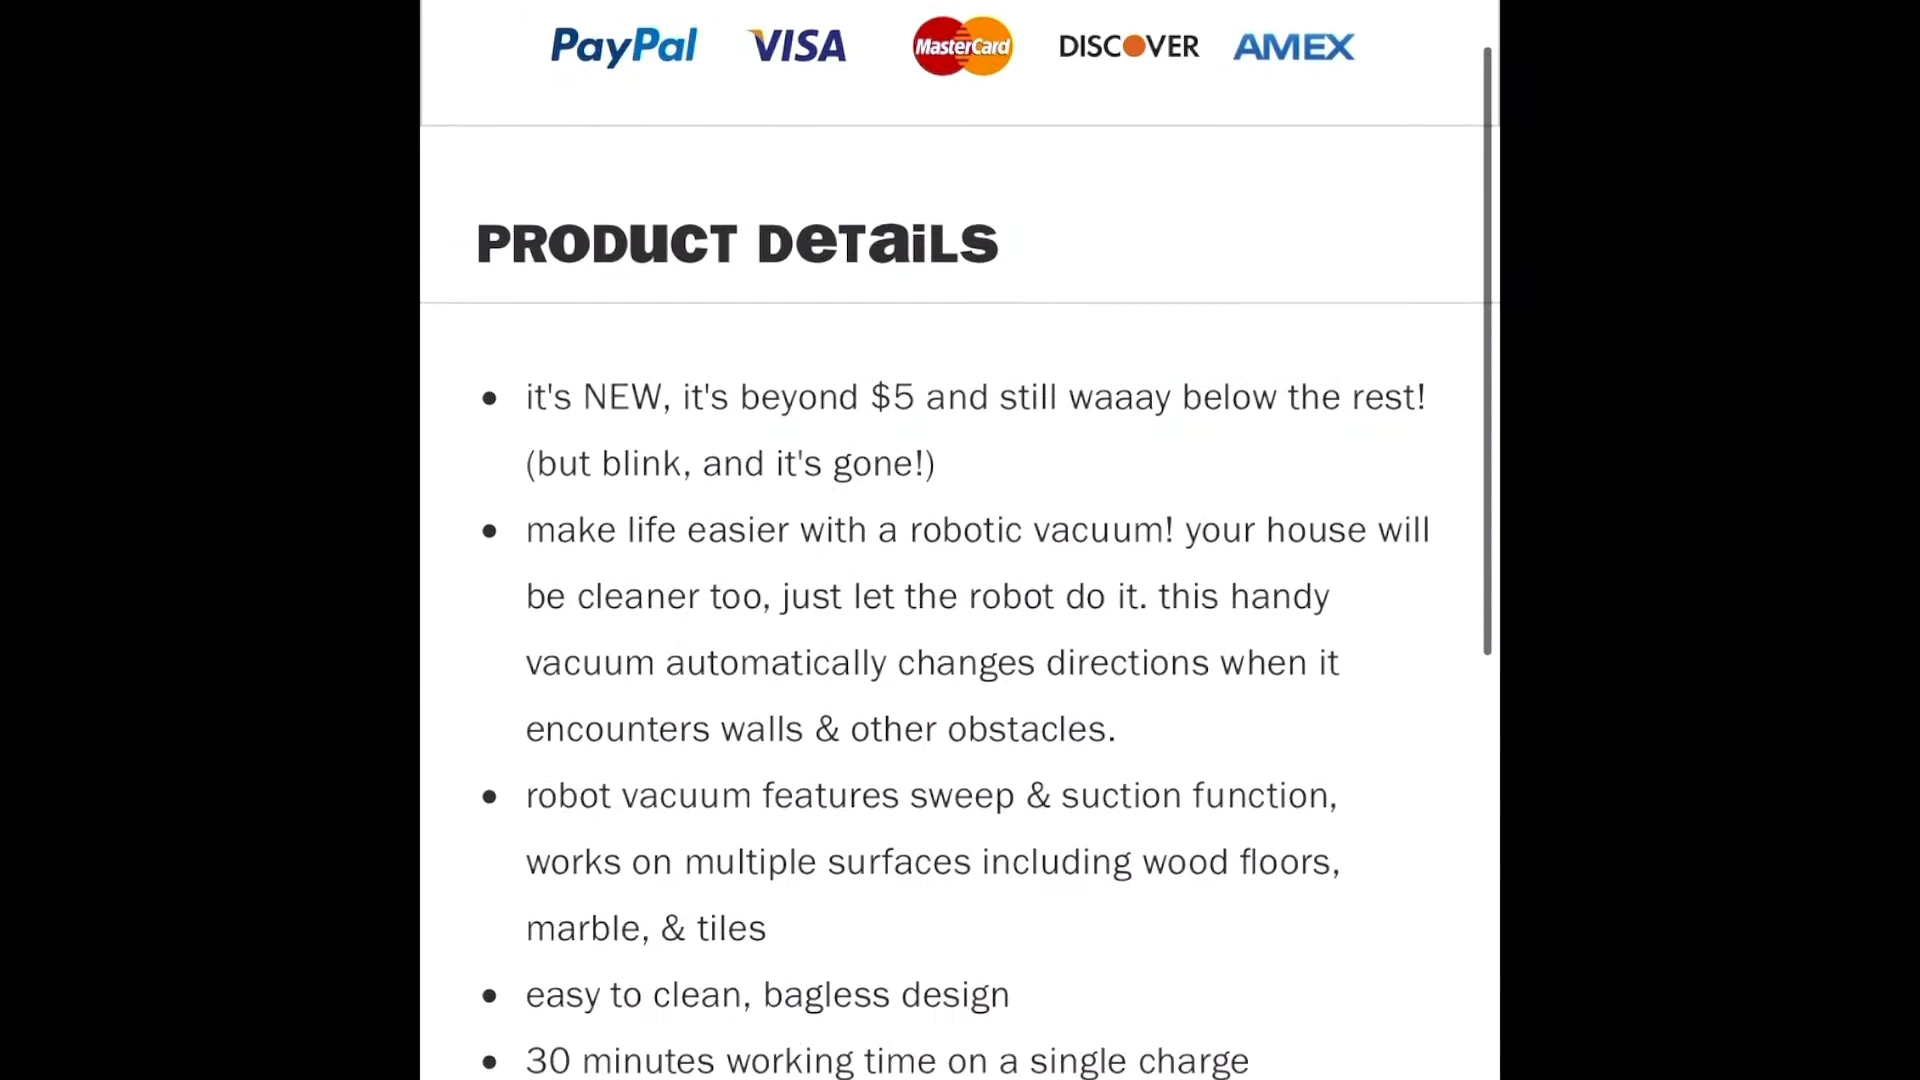 PayPal VISA MasterCard DISCOVER AMEX
PRODUCT DETAILS
it's NEW, it's beyond $5 and still waaay below the rest!
(but blink, and it's gone!)
make life easier with a robotic vacuum! your house will
be cleaner too, just let the robot do it. this handy
vacuum automatically changes directions when it
encounters walls & other obstacles.
robot vacuum features sweep & suction function,
works on multiple surfaces including wood floors,
marble, & tiles
easy to clean, bagless design
30 minutes working time on a single charge